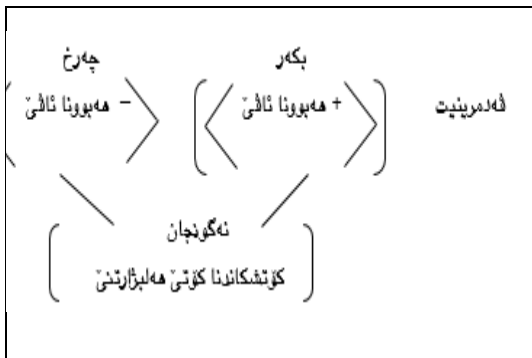 بکەر چەرخ
ڤەدمرینیت + هەبوونا ئاڤێ − هەبوونا ئاڤێ
نەگونجان
کۆتشکاندنا کۆتێ هەلبژارتنێ